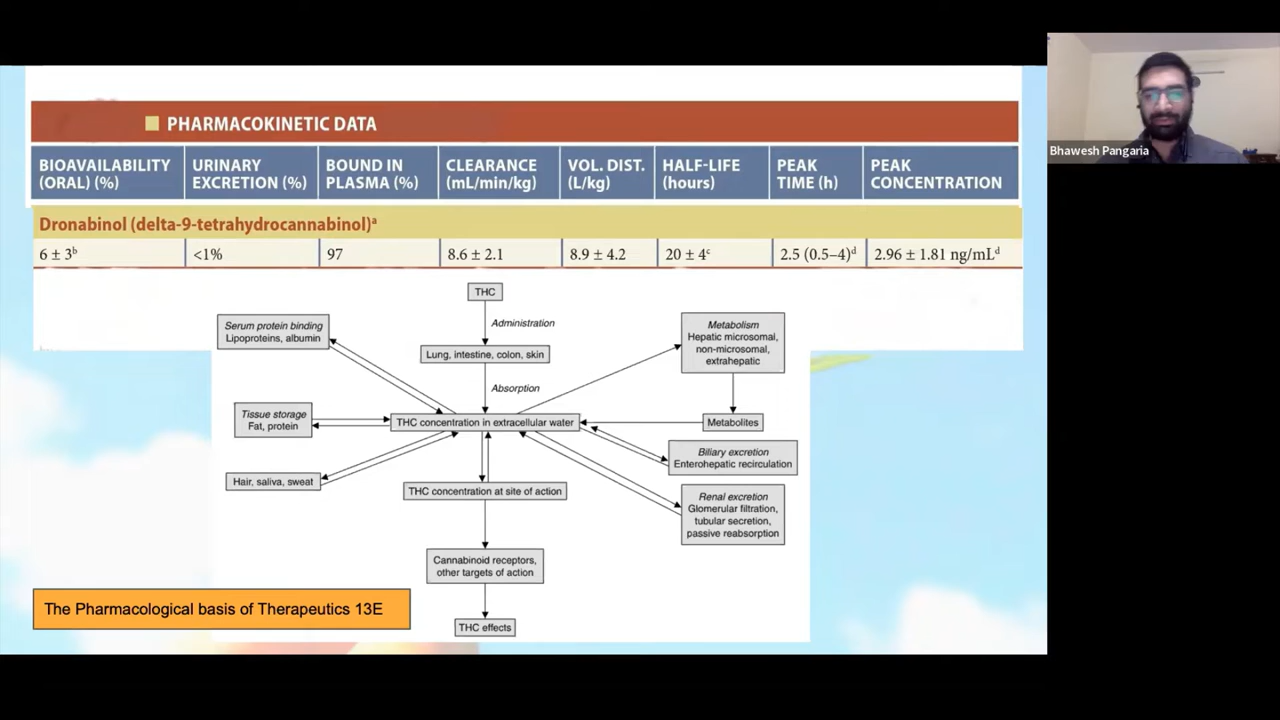 PHARMACOKINETIC DATA
BIOAVAILABILITY (ORAL) (%)
URINARY EXCRETION (%)
BOUND IN PLASMA (%)
CLEARANCE (mL/min/kg)
VOL. DIST. (L/kg)
HALF-LIFE (hours)
PEAK TIME (h)
PEAK CONCENTRATION
Dronabinol (delta-9-tetrahydrocannabinol)ᵃ
6 ± 3ᵇ
<1%
97
8.6 ± 2.1
8.9 ± 4.2
20 ± 4ᶜ
2.5 (0.5–4)ᵈ
2.96 ± 1.81 ng/mLᵈ
THC
Administration
Lung, intestine, colon, skin
Absorption
Serum protein binding
Lipoproteins, albumin
Metabolism
Hepatic microsomal,
non-microsomal,
extrahepatic
Tissue storage
Fat, protein
THC concentration in extracellular water
Metabolites
Biliary excretion
Enterohepatic recirculation
Hair, saliva, sweat
THC concentration at site of action
Renal excretion
Glomerular filtration,
tubular secretion,
passive reabsorption
Cannabinoid receptors,
other targets of action
THC effects
The Pharmacological basis of Therapeutics 13E
Bhawesh Pangaria